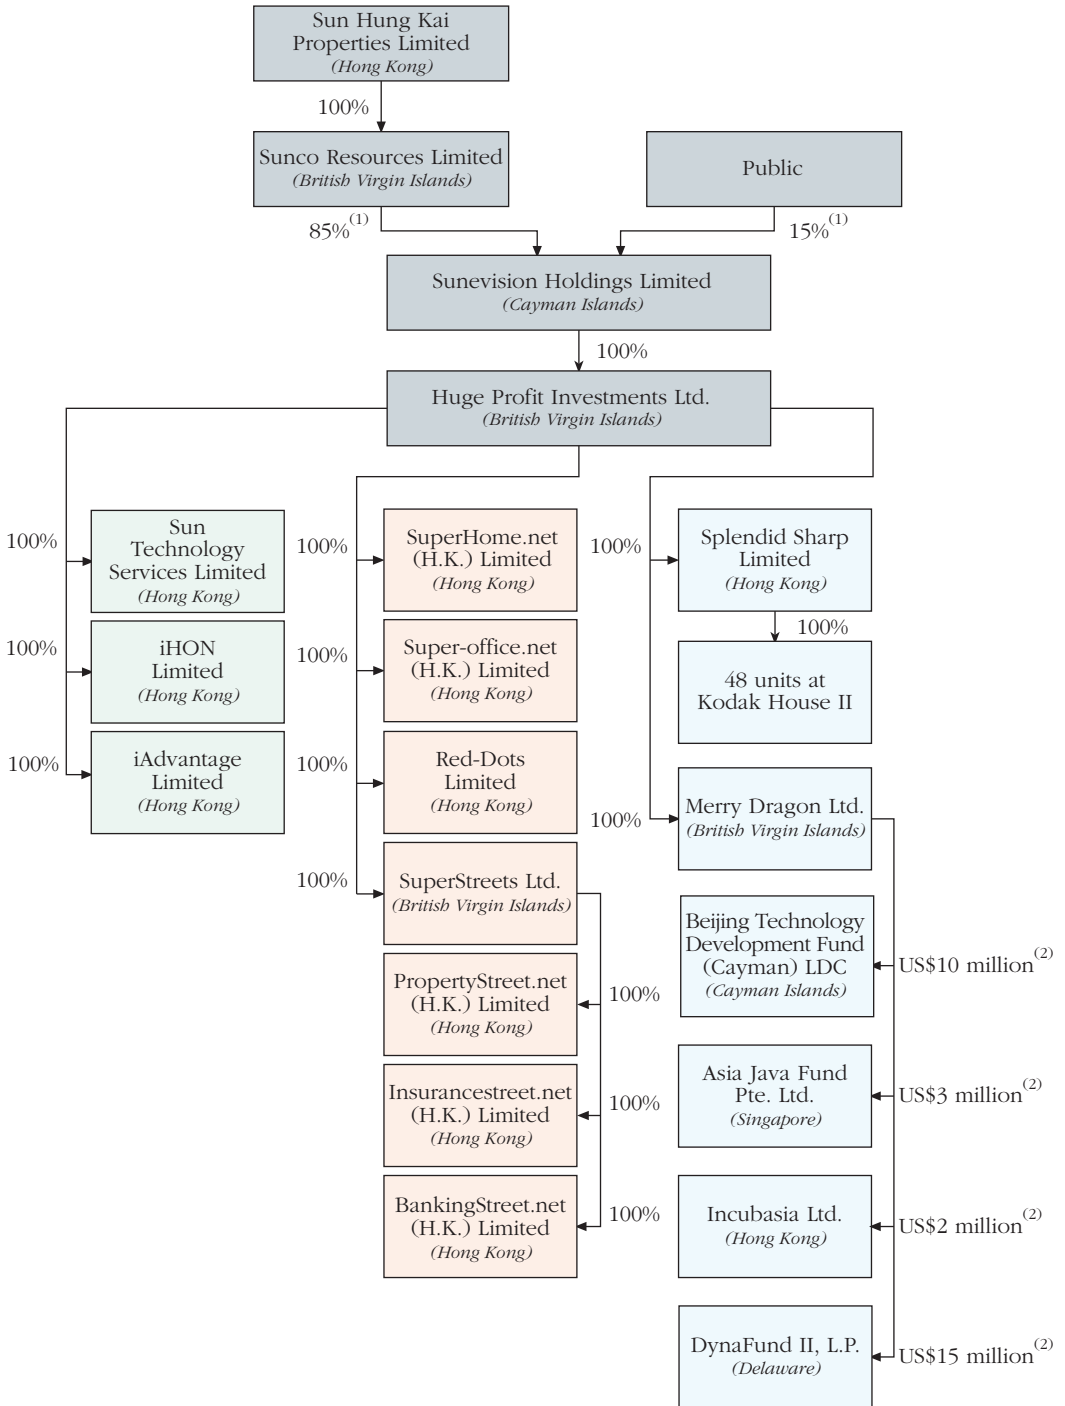 Sun Hung Kai
Properties Limited
(Hong Kong)
100%
Sunco Resources Limited
(British Virgin Islands)
Public
85%(1)
15%(1)
Sunevision Holdings Limited
(Cayman Islands)
100%
Huge Profit Investments Ltd.
(British Virgin Islands)
100%
Sun
Technology
Services Limited
(Hong Kong)
100%
iHON
Limited
(Hong Kong)
100%
iAdvantage
Limited
(Hong Kong)
100%
SuperHome.net
(H.K.) Limited
(Hong Kong)
100%
Super-office.net
(H.K.) Limited
(Hong Kong)
100%
Red-Dots
Limited
(Hong Kong)
100%
SuperStreets Ltd.
(British Virgin Islands)
PropertyStreet.net
(H.K.) Limited
(Hong Kong)
100%
Insurancestreet.net
(H.K.) Limited
(Hong Kong)
100%
BankingStreet.net
(H.K.) Limited
(Hong Kong)
100%
100%
Splendid Sharp
Limited
(Hong Kong)
100%
48 units at
Kodak House II
100%
Merry Dragon Ltd.
(British Virgin Islands)
Beijing Technology
Development Fund
(Cayman) LDC
(Cayman Islands)
US$10 million(2)
Asia Java Fund
Pte. Ltd.
(Singapore)
US$3 million(2)
Incubasia Ltd.
(Hong Kong)
US$2 million(2)
DynaFund II, L.P.
(Delaware)
US$15 million(2)